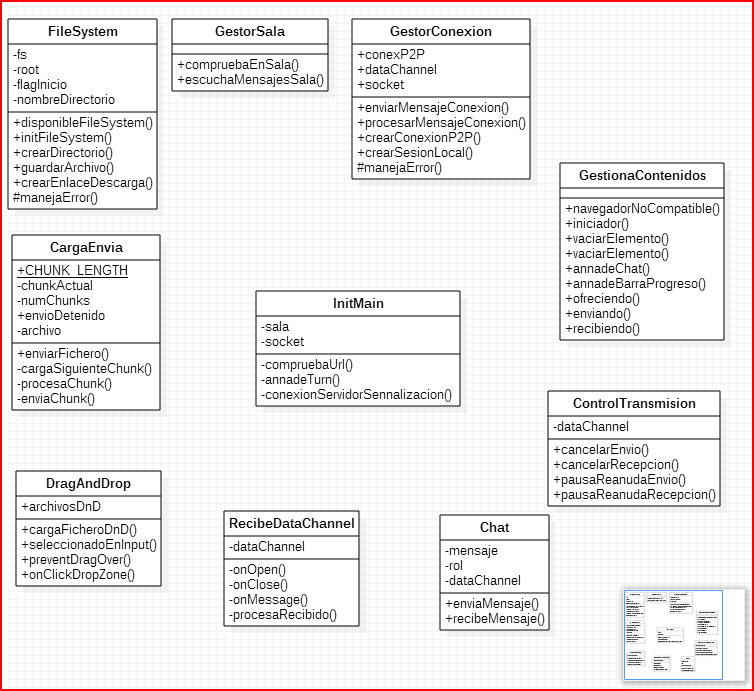 FileSystem
-fs
-root
-flagInicio
-nombreDirectorio
+disponibleFileSystem()
+initFileSystem()
+crearDirectorio()
+guardarArchivo()
+crearEnlaceDescarga()
#manejaError()
GestorSala
+compruebaEnSala()
+escuchaMensajesSala()
GestorConexion
+conexP2P
+dataChannel
+socket
+enviarMensajeConexion()
+procesarMensajeConexion()
+crearConexionP2P()
+crearSesionLocal()
#manejaError()
GestionaContenidos
+navegadorNoCompatible()
+iniciador()
+vaciarElemento()
+vaciarElemento()
+annadeChat()
+annadeBarraProgreso()
+ofreciendo()
+enviando()
+recibiendo()
CargaEnvia
+CHUNK_LENGTH
-chunkActual
-numChunks
+envioDetenido
-archivo
+enviarFichero()
-cargaSiguienteChunk()
-procesaChunk()
-enviaChunk()
InitMain
-sala
-socket
-compruebaUrl()
-annadeTurn()
-conexionServidorSennalizacion()
ControlTransmision
-dataChannel
+cancelarEnvio()
+cancelarRecepcion()
+pausaReanudaEnvio()
+pausaReanudaRecepcion()
DragAndDrop
+archivosDnD
+cargaFicheroDnD()
+seleccionadoEnInput()
+preventDragOver()
+onClickDropZone()
RecibeDataChannel
-dataChannel
-onOpen()
-onClose()
-onMessage()
-procesaRecibido()
Chat
-mensaje
-rol
-dataChannel
+enviaMensaje()
+recibeMensaje()